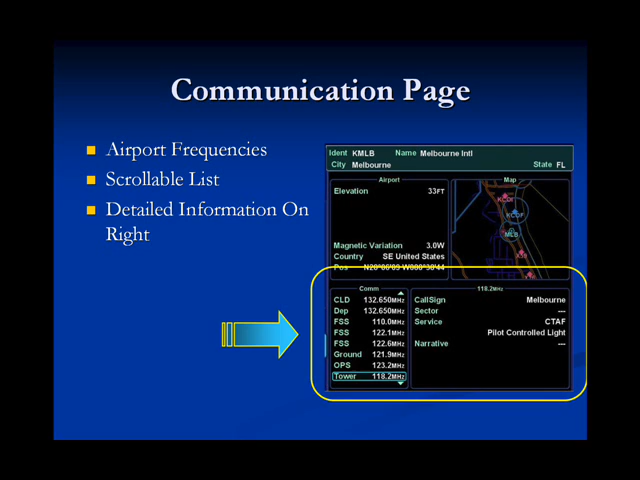 Communication Page
Airport Frequencies
Scrollable List
Detailed Information On
Right
Ident KMLB Name Melbourne Intl
City Melbourne State FL
Airport
Elevation 33FT
Magnetic Variation 3.0W
Country SE United States
Pos
Map
KCOF
MLB
Comm
CLD 132.650MHZ
Dep 132.650MHZ
FSS 110.0MHZ
FSS 122.1MHZ
FSS 122.6MHZ
Ground 121.9MHZ
OPS 123.2MHZ
Tower 118.2MHZ
118.2MHZ
CallSign Melbourne
Sector ---
Service CTAF
Pilot Controlled Light
Narrative ---